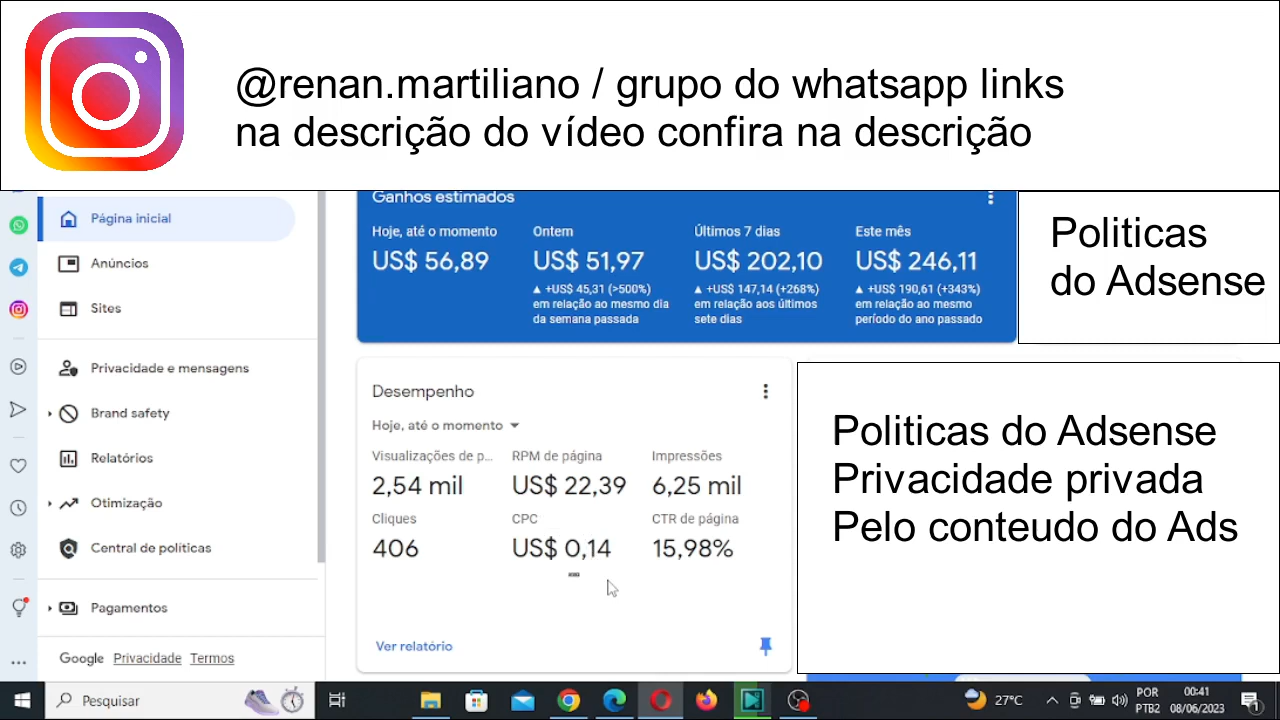 @renan.martiliano / grupo do whatsapp links
na descrição do vídeo confira na descrição
Página inicial
Anúncios
Sites
Privacidade e mensagens
Brand safety
Relatórios
Otimização
Central de políticas
Pagamentos
Google Privacidade Termos
Ganhos estimados
Hoje, até o momento
US$ 56,89
Ontem
US$ 51,97
+US$ 45,31 (>500%)
em relação ao mesmo dia
da semana passada
Últimos 7 dias
US$ 202,10
+US$ 147,14 (+268%)
em relação aos últimos
sete dias
Este mês
US$ 246,11
+US$ 190,61 (+343%)
em relação ao mesmo
período do ano passado
Politicas
do Adsense
Desempenho
Hoje, até o momento
Visualizações de p...
2,54 mil
RPM de página
US$ 22,39
Impressões
6,25 mil
Cliques
406
CPC
US$ 0,14
CTR de página
15,98%
Ver relatório
Politicas do Adsense
Privacidade privada
Pelo conteudo do Ads
Pesquisar
27°C
POR
PTB2
00:41
08/06/2023
1